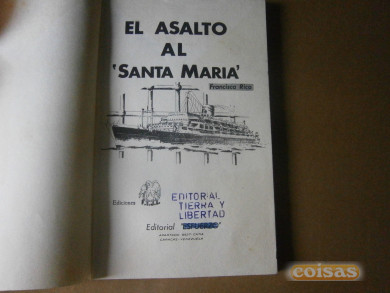 EL ASALTO
AL
'SANTA MARIA'
Francisco Rico
Ediciones
EDITORIAL
TIERRA Y
LIBERTAD
Editorial
coisas